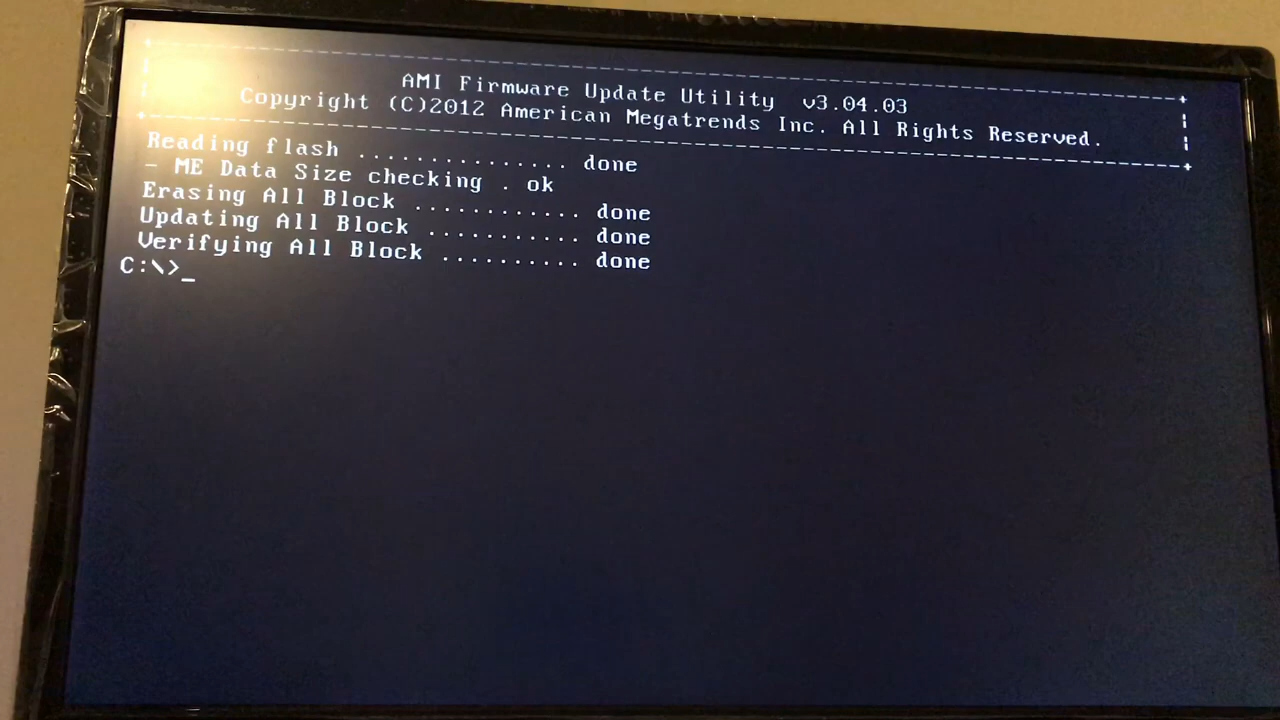 AMI Firmware Update Utility v3.04.03
Copyright (C)2012 American Megatrends Inc. All Rights Reserved.
Reading flash ............... done
- ME Data Size checking . ok
Erasing All Block ............ done
Updating All Block ........... done
Verifying All Block .......... done
C:\>_